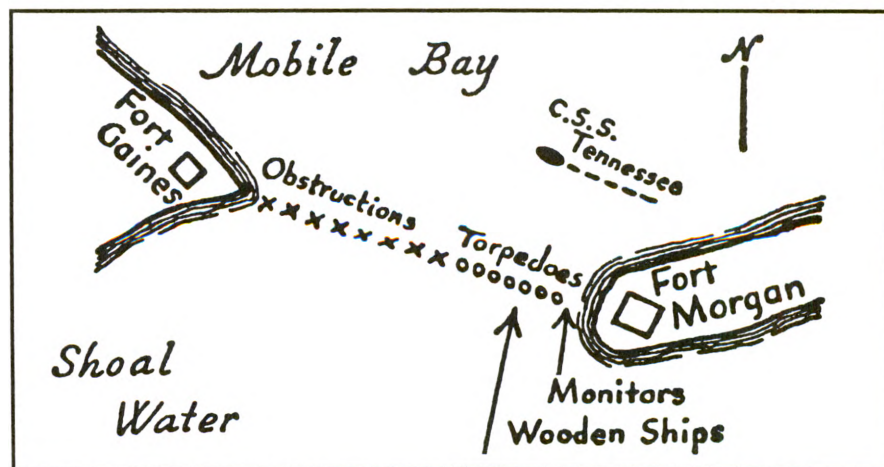 Mobile Bay
N
C.S.S.
Tennessee
Fort
Gaines
Obstructions
Torpedoes
Fort
Morgan
Shoal
Water
Monitors
Wooden Ships